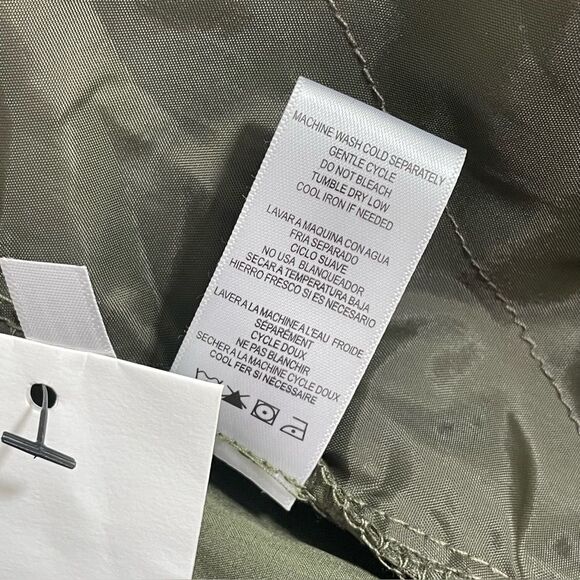 MACHINE WASH COLD SEPARATELY
GENTLE CYCLE
DO NOT BLEACH
TUMBLE DRY LOW
COOL IRON IF NEEDED
LAVAR A MAQUINA CON AGUA
FRIA SEPARADO
CICLO SUAVE
NO USA BLANQUEADOR
SECAR A TEMPERATURA BAJA
HIERRO FRESCO SI ES NECESARIO
LAVER A LA MACHINE À L'EAU FROIDE
SÉPARÉMENT
CYCLE DOUX
NE PAS BLANCHIR
SECHER À LA MACHINE CYCLE DOUX
COOL FER SI NÉCESSAIRE